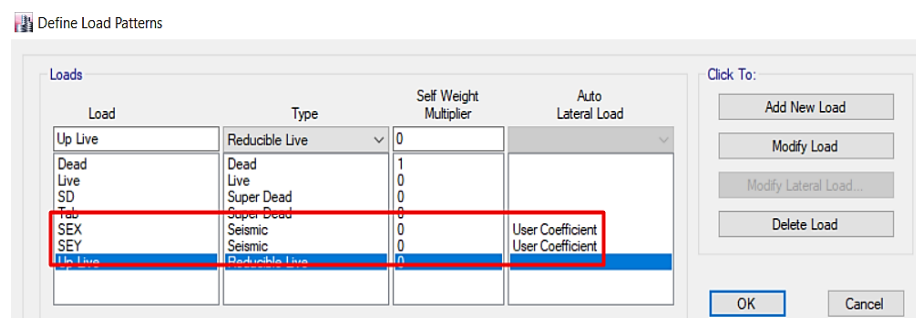 Define Load Patterns
Loads
Click To:
Load Type Self Weight Multiplier Auto Lateral Load
Up Live Reducible Live 0
Dead Dead 1
Live Live 0
SD Super Dead 0
Tab Super Dead 0
SEX Seismic 0 User Coefficient
SEY Seismic 0 User Coefficient
Up Live Reducible Live 0
Add New Load
Modify Load
Modify Lateral Load...
Delete Load
OK
Cancel